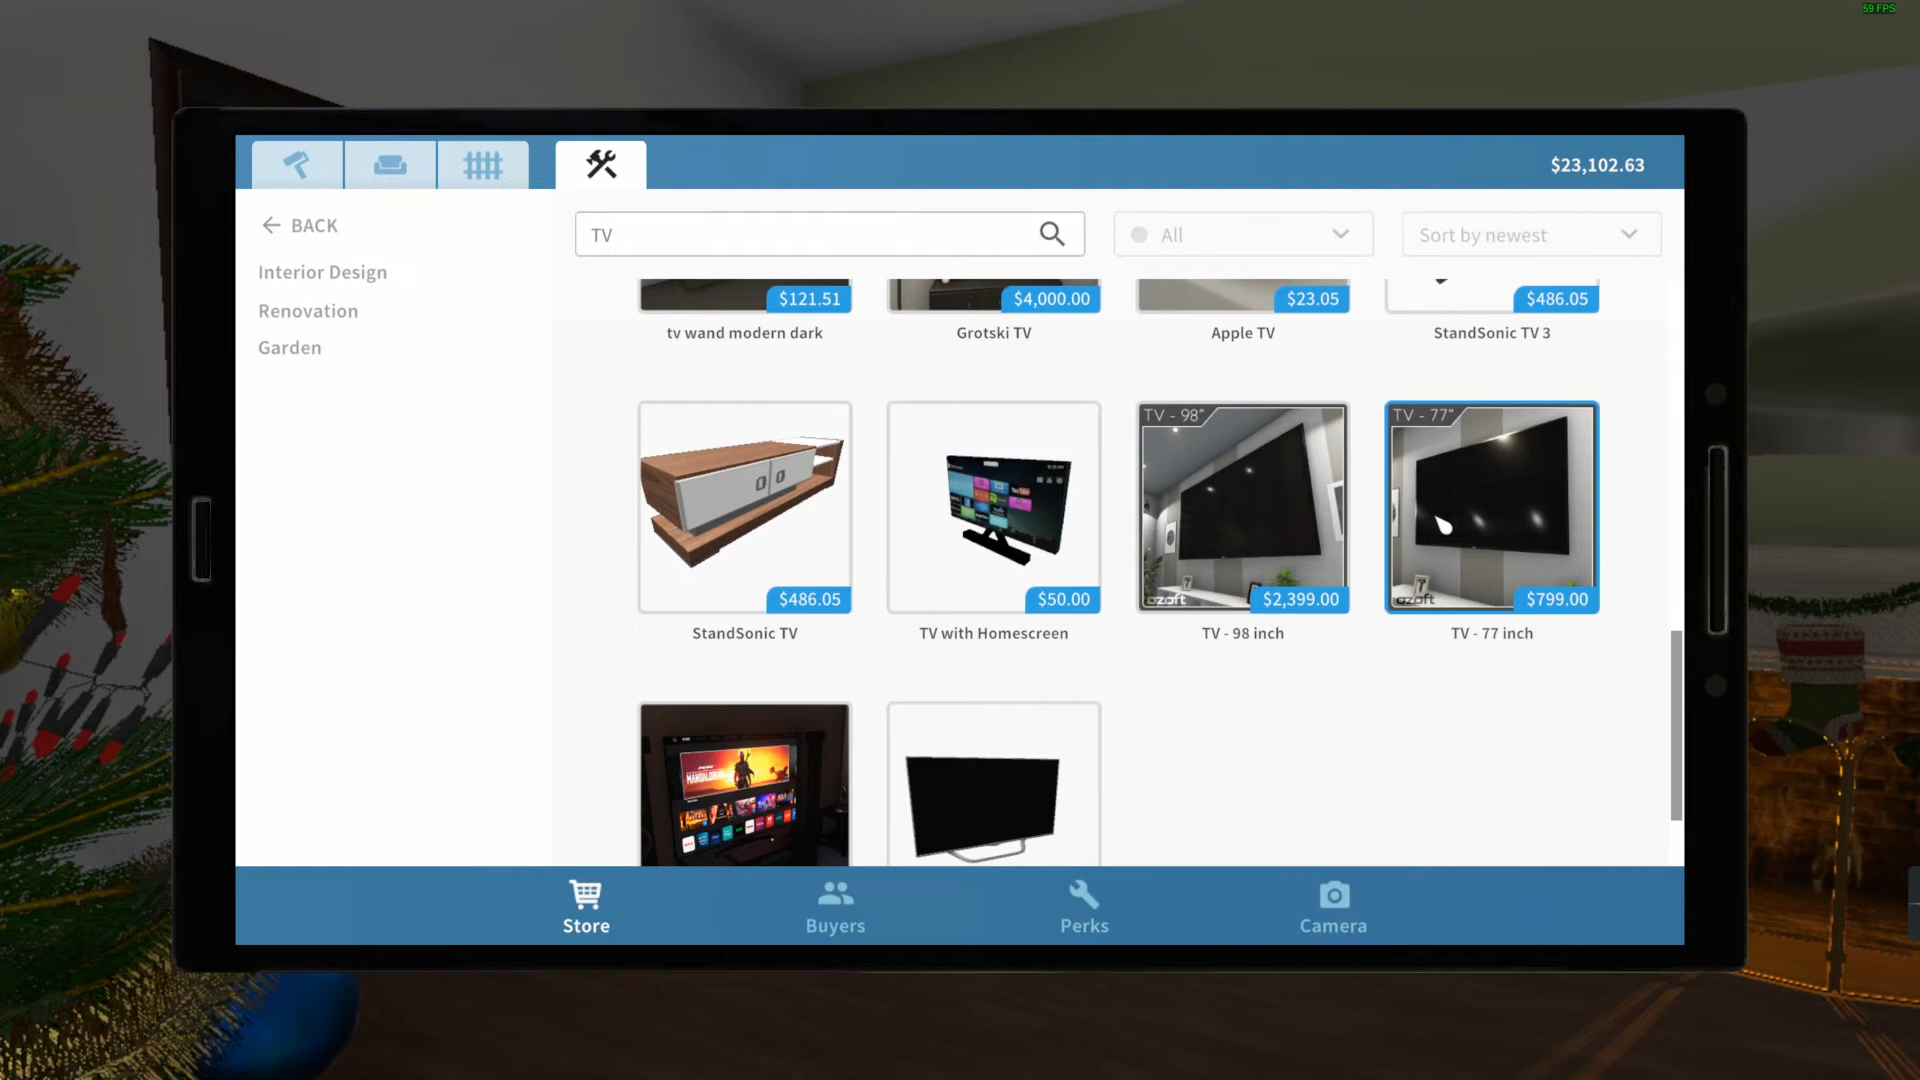 59 FPS
$23,102.63
BACK
TV
All
Sort by newest
Interior Design
Renovation
Garden
$121.51
$4,000.00
$23.05
$486.05
tv wand modern dark
Grotski TV
Apple TV
StandSonic TV 3
TV - 98"
TV - 77"
ozoft
ozoft
$486.05
$50.00
$2,399.00
$799.00
StandSonic TV
TV with Homescreen
TV - 98 inch
TV - 77 inch
MANDALORIAN
Store
Buyers
Perks
Camera